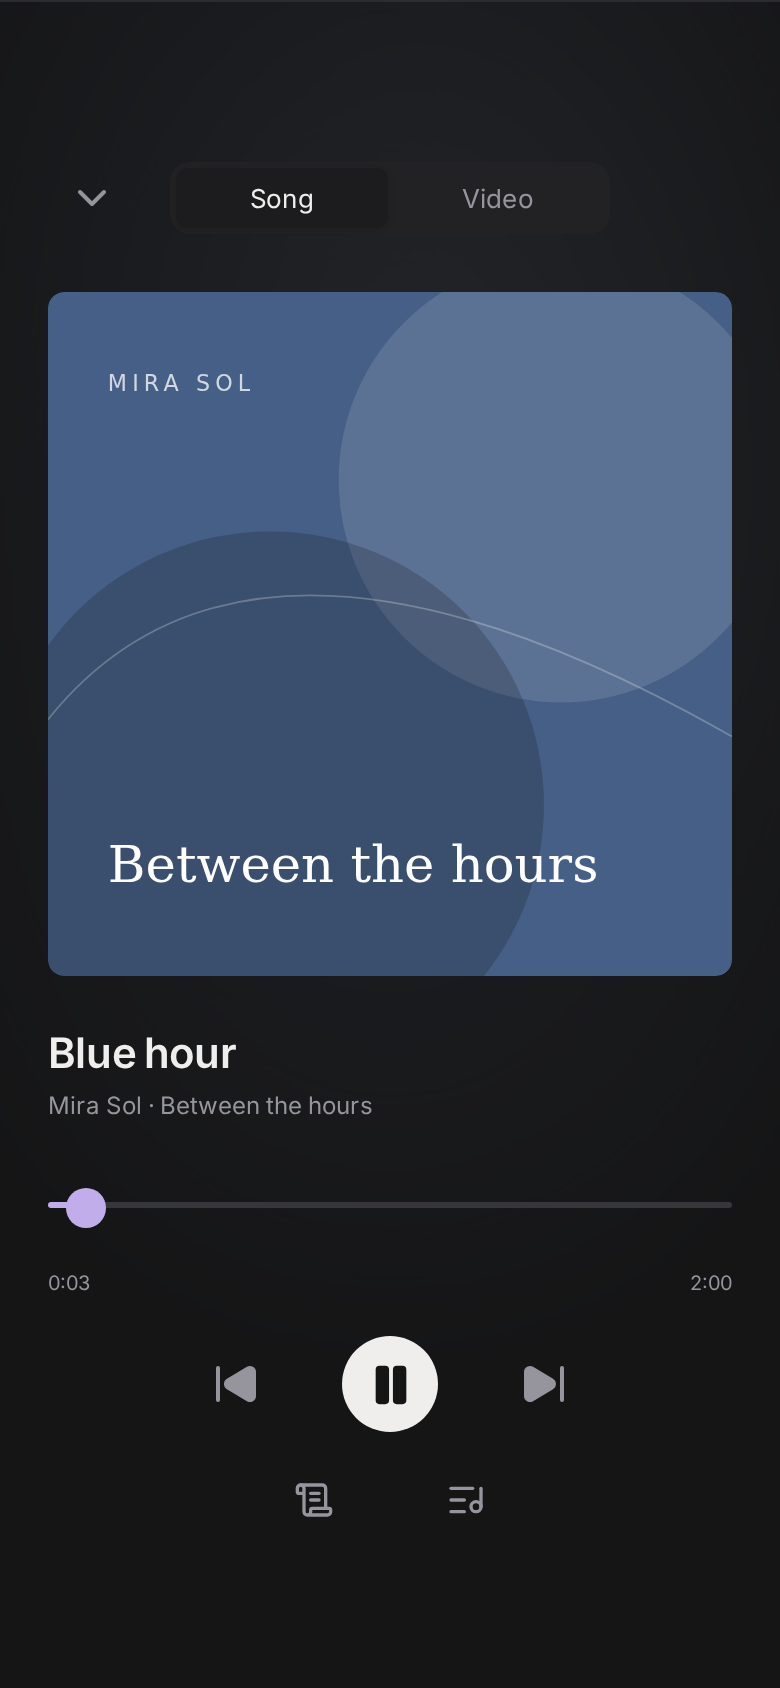 Song Video
MIRA SOL
Between the hours
Blue hour
Mira Sol · Between the hours
0:03 2:00